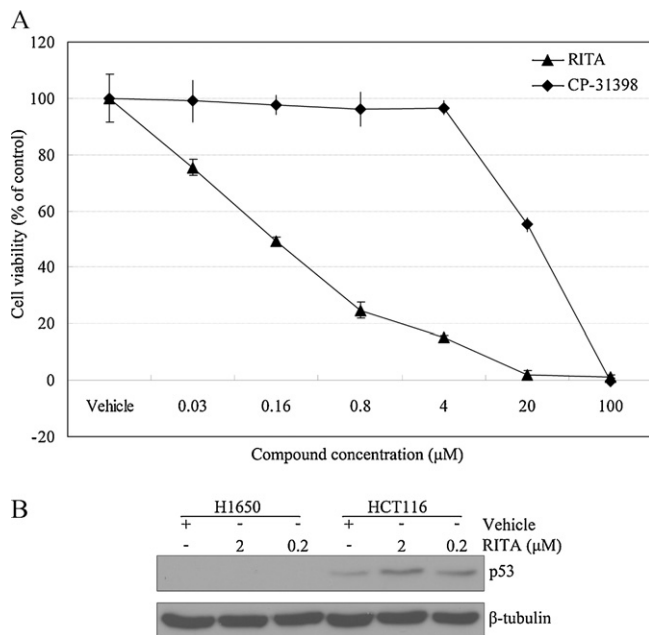 A
120
100
80
60
40
20
0
-20
Cell viability (% of control)
RITA
CP-31398
Vehicle 0.03 0.16 0.8 4 20 100
Compound concentration (μM)
B
H1650 HCT116
+ - - + - - Vehicle
- 2 0.2 - 2 0.2 RITA (μM)
p53
β-tubulin